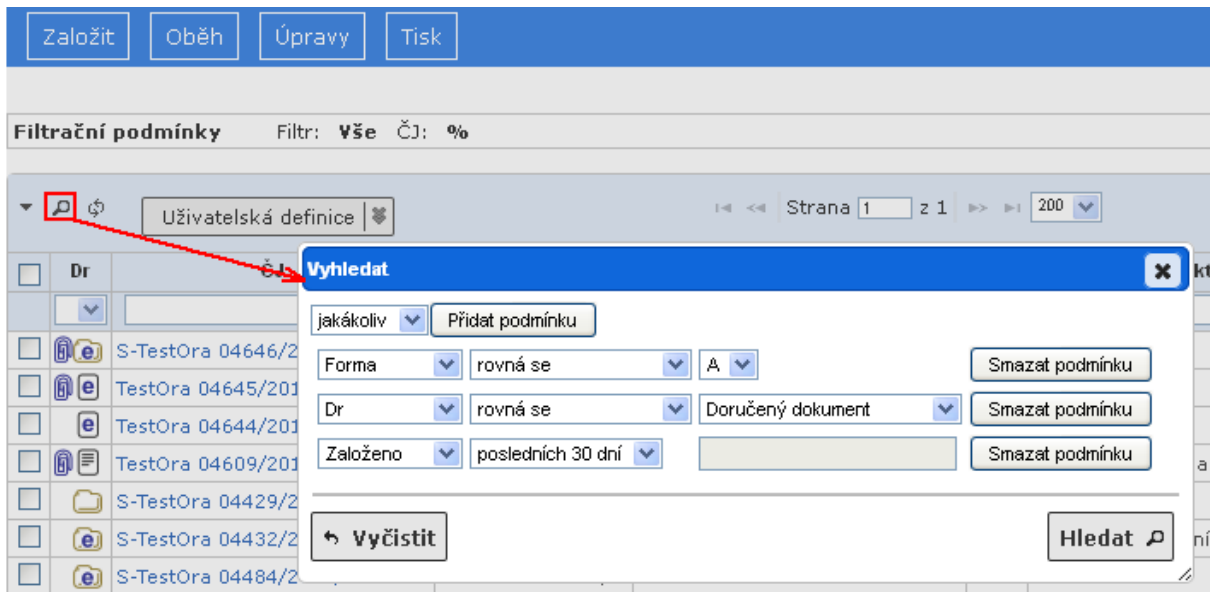 Založit Oběh Úpravy Tisk
Filtrační podmínky Filtr: Vše ČJ: %
Uživatelská definice Strana 1 z 1 200
Dr ČJ
Vyhledat
jakákoliv Přidat podmínku
S-TestOra 04646/2
Forma rovná se A Smazat podmínku
TestOra 04645/201
Dr rovná se Doručený dokument Smazat podmínku
TestOra 04644/201
Založeno posledních 30 dní Smazat podmínku
TestOra 04609/201
S-TestOra 04429/2
S-TestOra 04432/2
Vyčistit Hledat
S-TestOra 04484/2